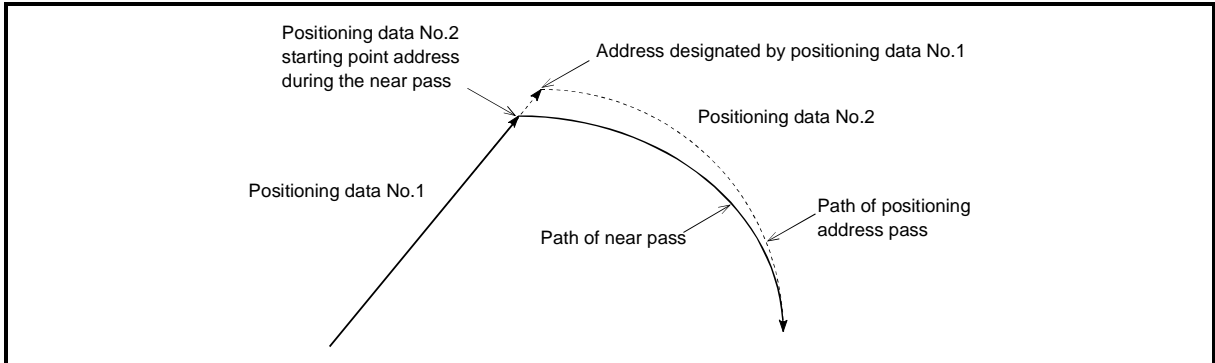 Positioning data No.2
starting point address
during the near pass
Address designated by positioning data No.1
Positioning data No.2
Positioning data No.1
Path of near pass
Path of positioning
address pass